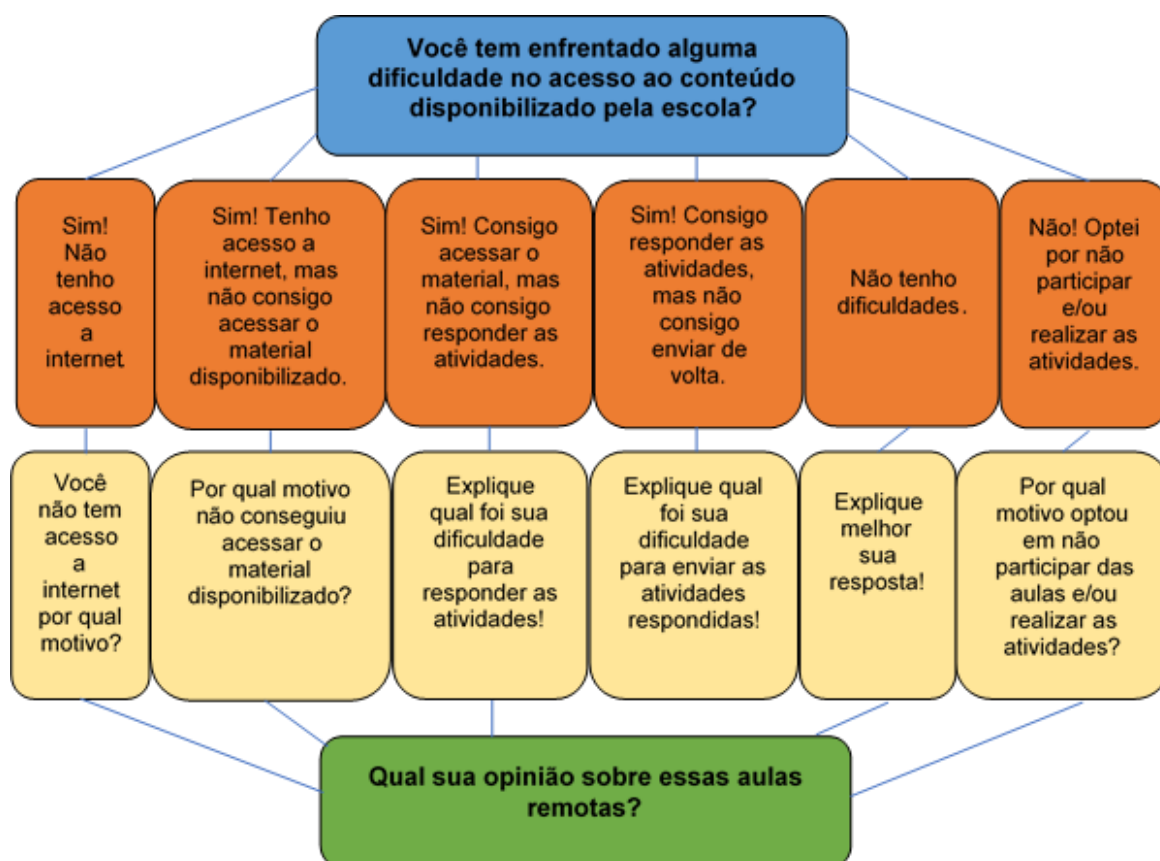 Você tem enfrentado alguma
dificuldade no acesso ao conteúdo
disponibilizado pela escola?
Sim!
Não
tenho
acesso
a
internet.
Sim! Tenho
acesso a
internet, mas
não consigo
acessar o
material
disponibilizado.
Sim! Consigo
acessar o
material, mas
não consigo
responder as
atividades.
Sim! Consigo
responder as
atividades,
mas não
consigo
enviar de
volta.
Não tenho
dificuldades.
Não! Optei
por não
participar
e/ou
realizar as
atividades.
Você
não tem
acesso
a
internet
por qual
motivo?
Por qual motivo
não conseguiu
acessar o
material
disponibilizado?
Explique
qual foi sua
dificuldade
para
responder as
atividades!
Explique qual
foi sua
dificuldade
para enviar as
atividades
respondidas!
Explique
melhor
sua
resposta!
Por qual
motivo optou
em não
participar das
aulas e/ou
realizar as
atividades?
Qual sua opinião sobre essas aulas
remotas?